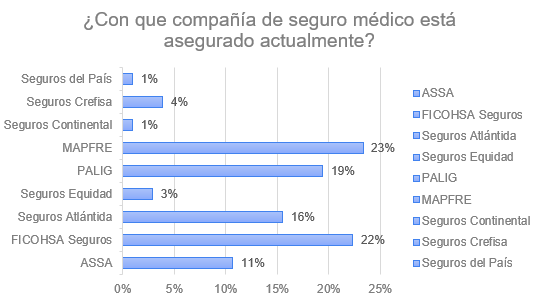 ¿Con que compañía de seguro médico está
asegurado actualmente?
Seguros del País 1%
Seguros Crefisa 4%
Seguros Continental 1%
MAPFRE 23%
PALIG 19%
Seguros Equidad 3%
Seguros Atlántida 16%
FICOHSA Seguros 22%
ASSA 11%
0% 5% 10% 15% 20% 25%
ASSA
FICOHSA Seguros
Seguros Atlántida
Seguros Equidad
PALIG
MAPFRE
Seguros Continental
Seguros Crefisa
Seguros del País